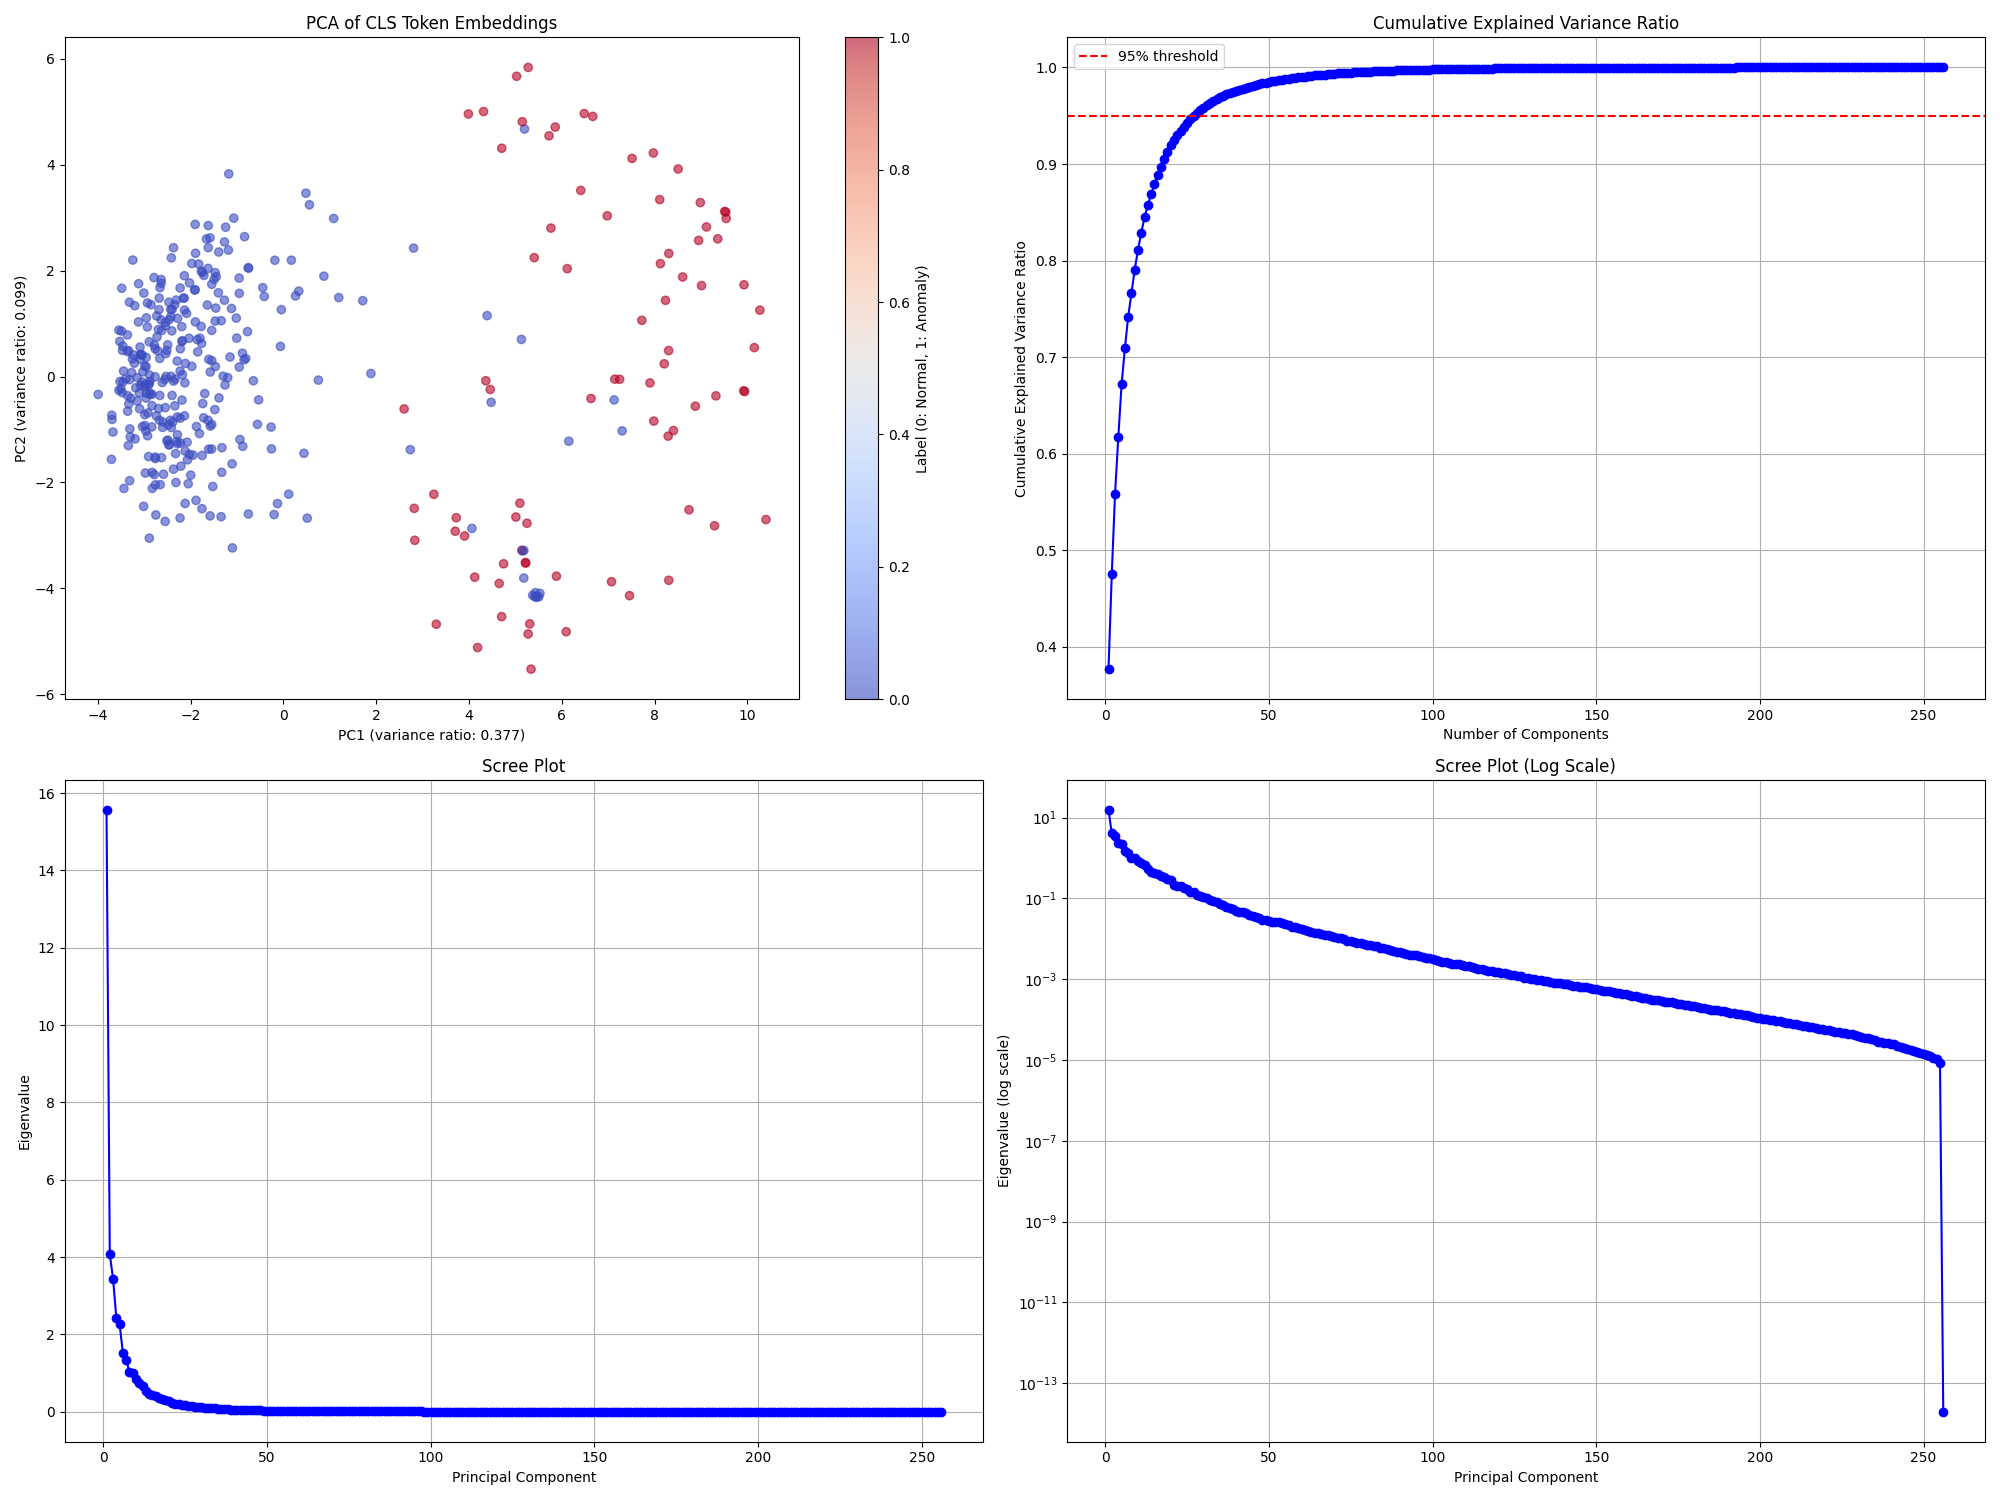 PCA of CLS Token Embeddings
6
4
2
0
−2
−4
−6
PC2 (variance ratio: 0.099)
−4 −2 0 2 4 6 8 10
PC1 (variance ratio: 0.377)
1.0
0.8
0.6
0.4
0.2
0.0
Label (0: Normal, 1: Anomaly)
Cumulative Explained Variance Ratio
95% threshold
1.0
0.9
0.8
0.7
0.6
0.5
0.4
Cumulative Explained Variance Ratio
0 50 100 150 200 250
Number of Components
Scree Plot
16
14
12
10
8
6
4
2
0
Eigenvalue
0 50 100 150 200 250
Principal Component
Scree Plot (Log Scale)
10¹
10⁻¹
10⁻³
10⁻⁵
10⁻⁷
10⁻⁹
10⁻¹¹
10⁻¹³
Eigenvalue (log scale)
0 50 100 150 200 250
Principal Component